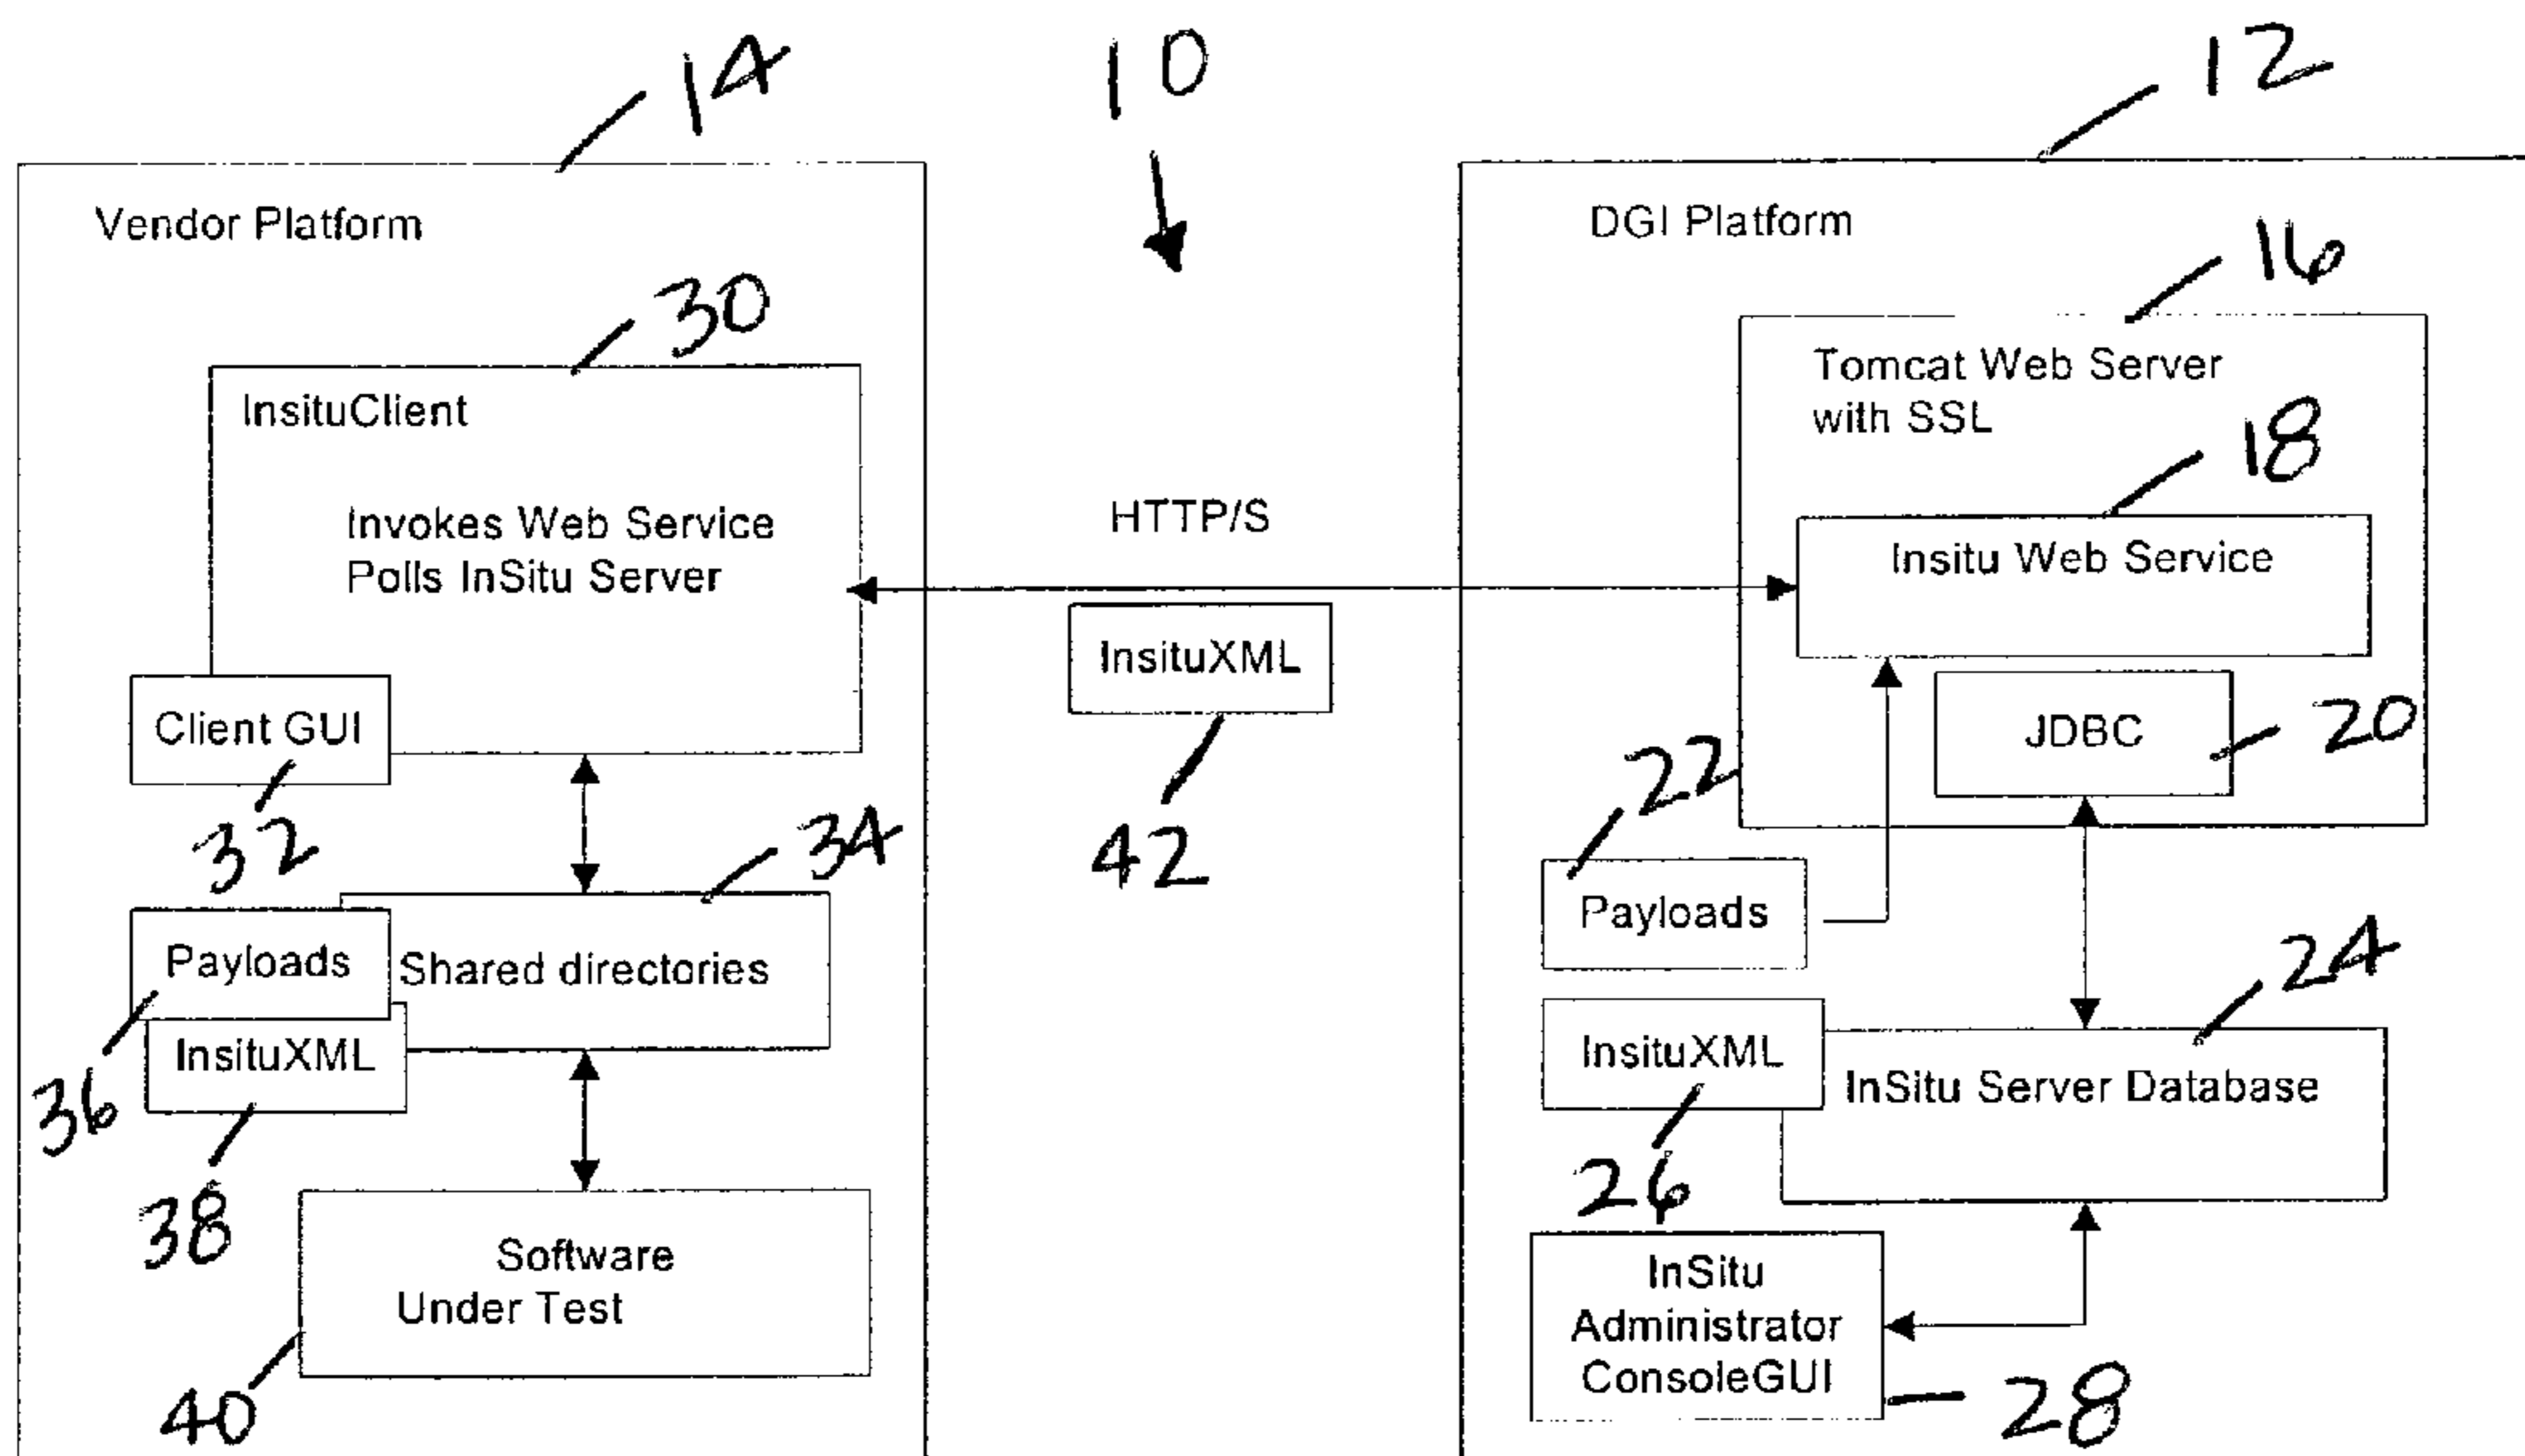 14
10
12
Vendor Platform
DGI Platform
16
30
Tomcat Web Server
with SSL
InsituClient
18
Invokes Web Service
Polls InSitu Server
HTTP/S
Insitu Web Service
InsituXML
Client GUI
JDBC
20
22
32
34
42
Payloads
Payloads
Shared directories
24
InsituXML
InsituXML
InSitu Server Database
36
38
26
Software
Under Test
InSitu
Administrator
ConsoleGUI
40
28